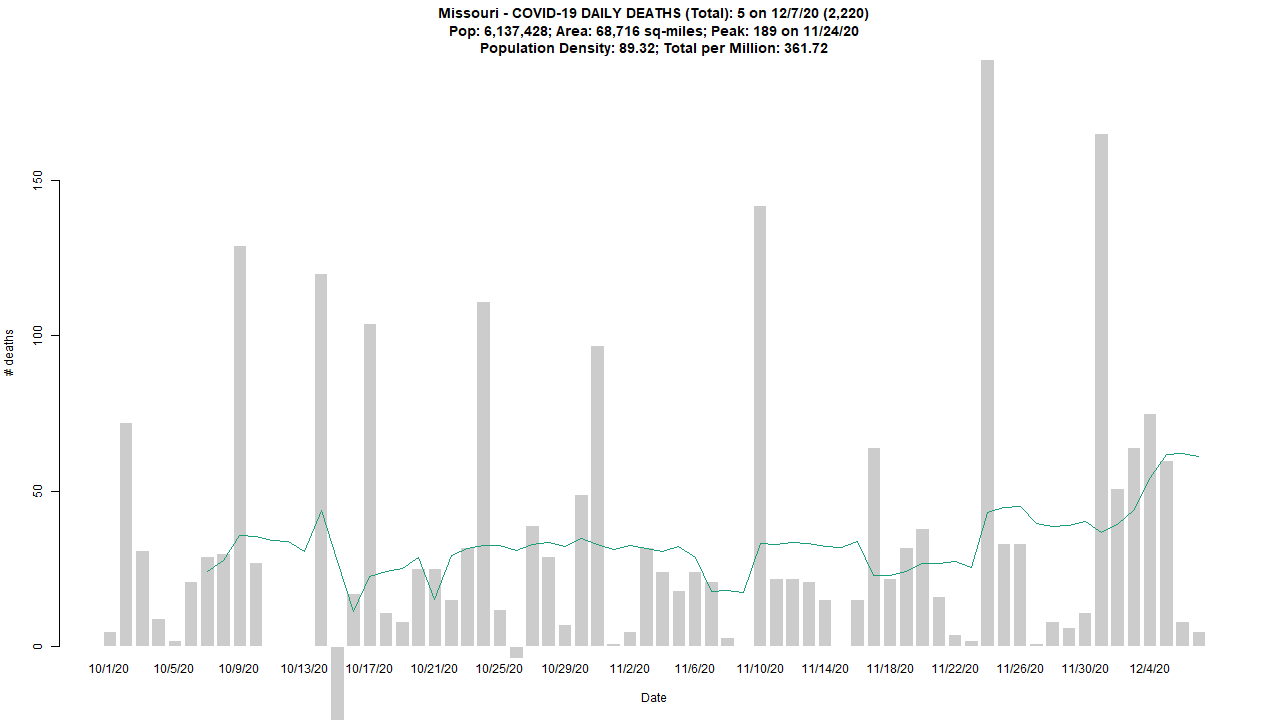 Missouri - COVID-19 DAILY DEATHS (Total): 5 on 12/7/20 (2,220)
Pop: 6,137,428; Area: 68,716 sq-miles; Peak: 189 on 11/24/20
Population Density: 89.32; Total per Million: 361.72
150
100
# deaths
50
0
10/1/20 10/5/20 10/9/20 10/13/20 10/17/20 10/21/20 10/25/20 10/29/20 11/2/20 11/6/20 11/10/20 11/14/20 11/18/20 11/22/20 11/26/20 11/30/20 12/4/20
Date